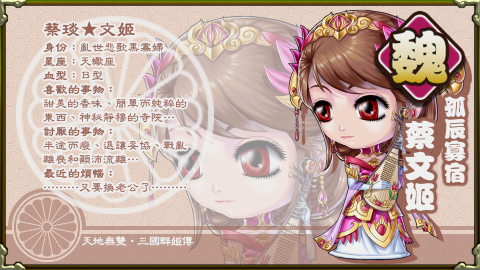 蔡琰★文姬
身份：亂世悲歌黑寡婦
星座：天蠍座
血型：B型
喜歡的事物：
甜美的香味、簡單而純粹的
東西、神秘靜穆的寺院…
討厭的事物：
半途而廢、退讓妥協、戰亂
離喪和顛沛流離…
最近的煩惱：
………又要換老公了………
天地無雙·三國群姬傳
魏
孤辰寡宿
蔡文姬